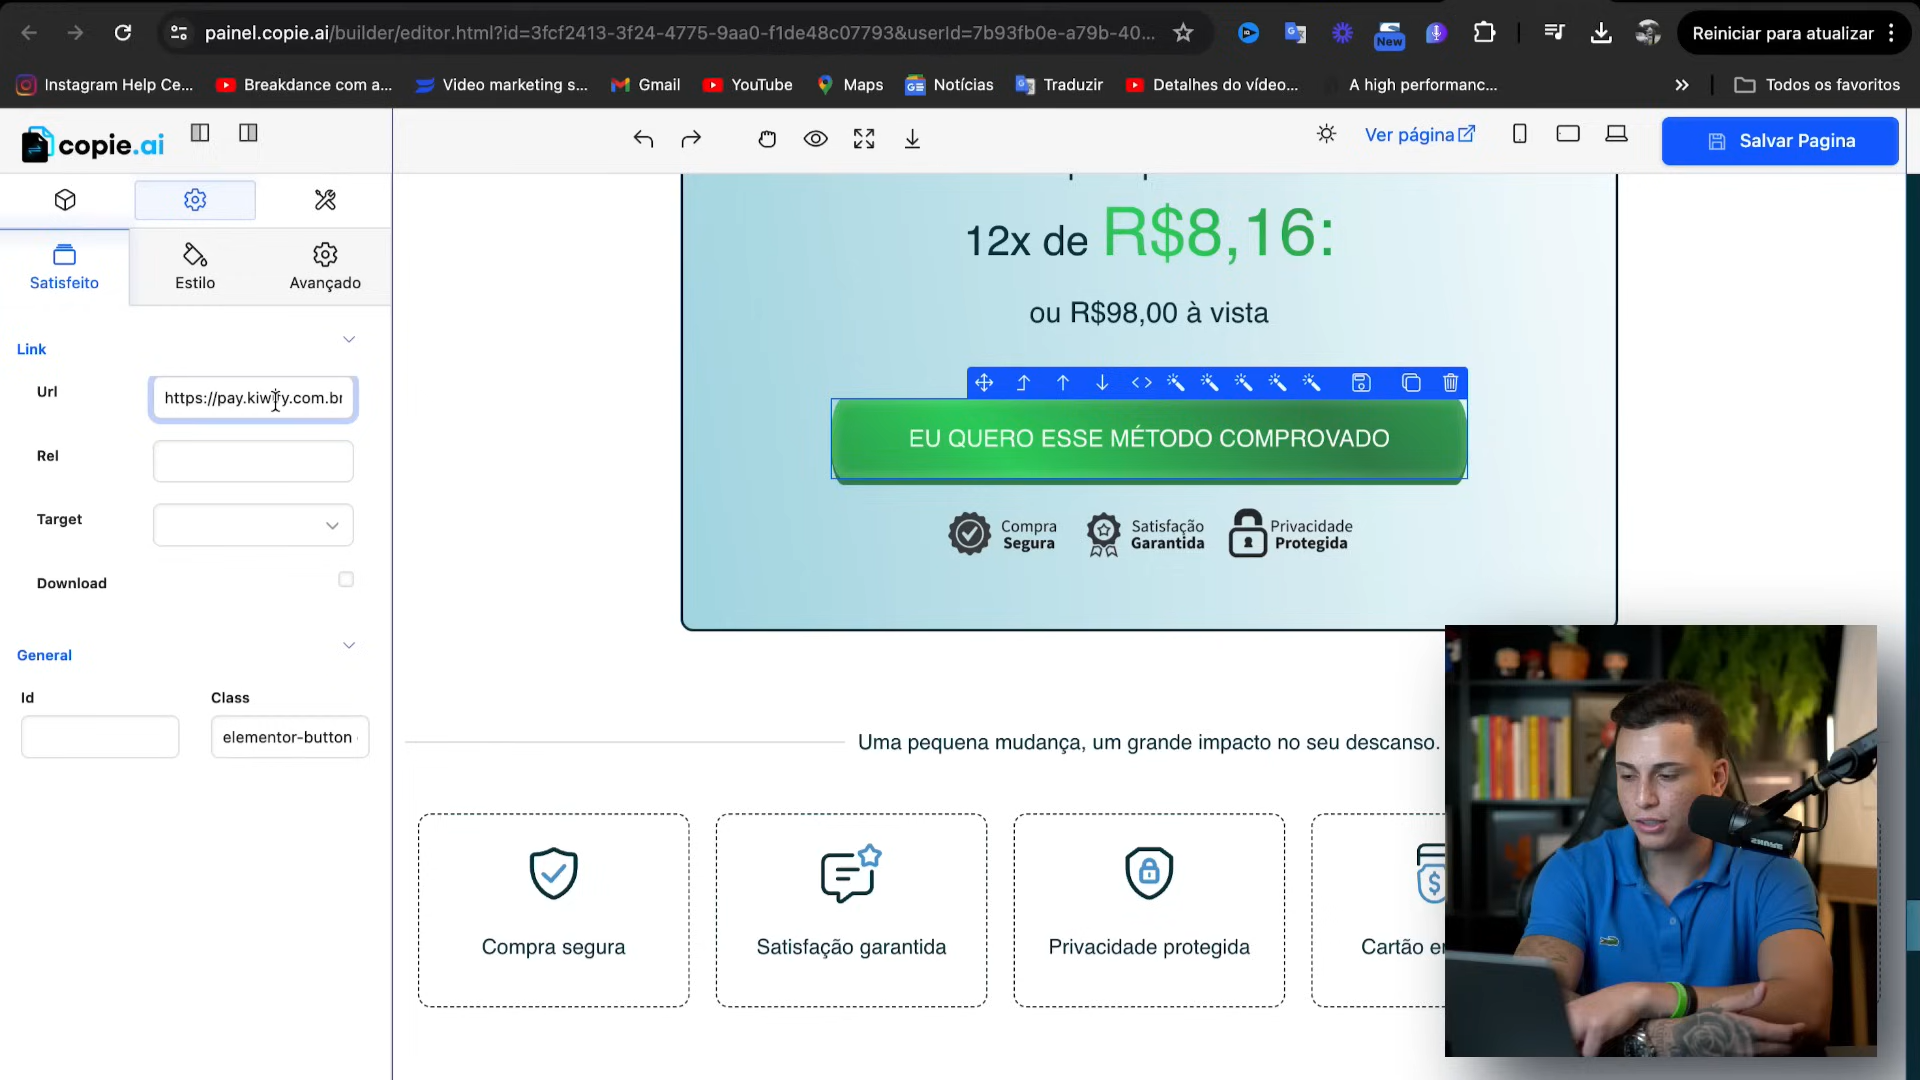 painel.copie.ai/builder/editor.html?id=3fcf2413-3f24-4775-9aa0-f1de48c07793&userId=7b93fb0e-a79b-40...
New
Reiniciar para atualizar
Instagram Help Ce...
Breakdance com a...
Video marketing s...
Gmail
YouTube
Maps
Notícias
Traduzir
Detalhes do vídeo...
A high performanc...
Todos os favoritos
copie.ai
Ver página
Salvar Pagina
Satisfeito
Estilo
Avançado
Link
Url
https://pay.kiwify.com.br
Rel
Target
Download
General
Id
Class
elementor-button
12x de R$8,16:
ou R$98,00 à vista
EU QUERO ESSE MÉTODO COMPROVADO
Compra
Segura
Satisfação
Garantida
Privacidade
Protegida
Uma pequena mudança, um grande impacto no seu descanso.
Compra segura
Satisfação garantida
Privacidade protegida
Cartão